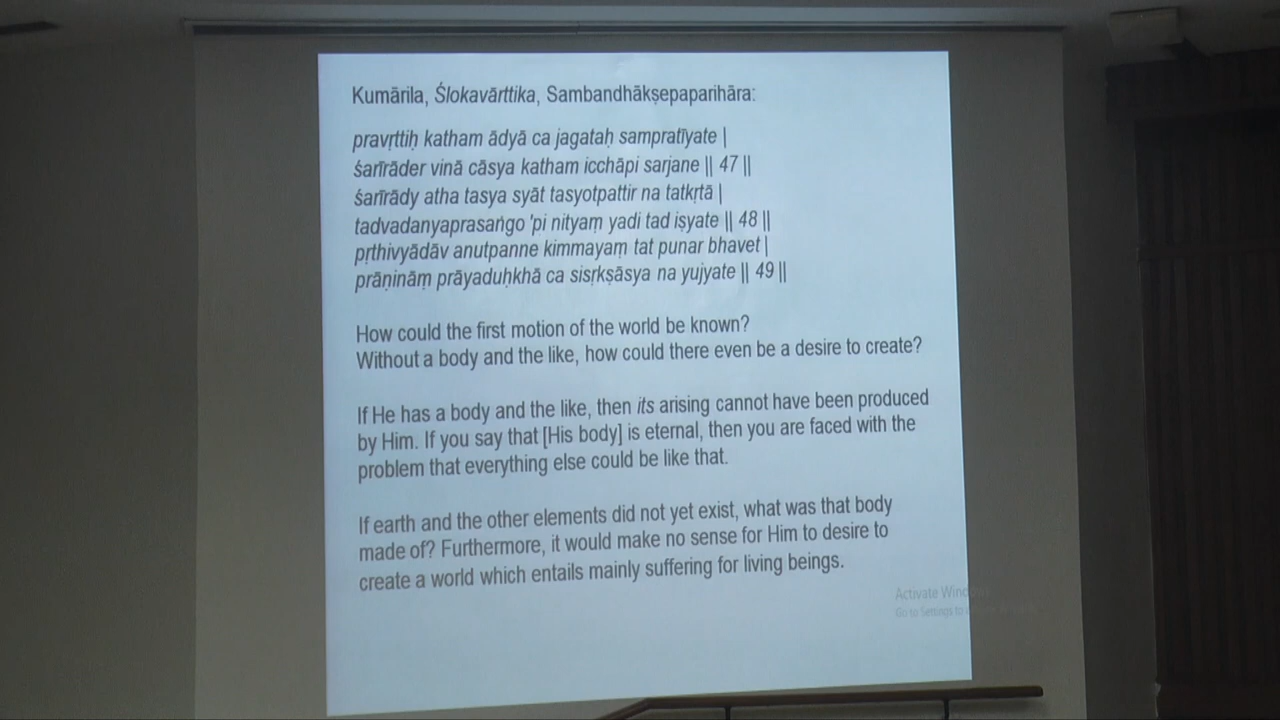 Kumārila, Ślokavārttika, Sambandhākṣepaparihāra:
pravṛttiḥ katham ādyā ca jagataḥ sampratīyate |
śarīrāder vinā cāsya katham icchāpi sarjane || 47 ||
śarīrādy atha tasya syāt tasyotpattir na tatkṛtā |
tadvadanyaprasaṅgo 'pi nityaṃ yadi tad iṣyate || 48 ||
pṛthivyādāv anutpanne kimmayaṃ tat punar bhavet |
prāṇināṃ prāyaduḥkhā ca sisṛkṣāsya na yujyate || 49 ||
How could the first motion of the world be known?
Without a body and the like, how could there even be a desire to create?
If He has a body and the like, then its arising cannot have been produced
by Him. If you say that [His body] is eternal, then you are faced with the
problem that everything else could be like that.
If earth and the other elements did not yet exist, what was that body
made of? Furthermore, it would make no sense for Him to desire to
create a world which entails mainly suffering for living beings.
Activate
Go to Settings to